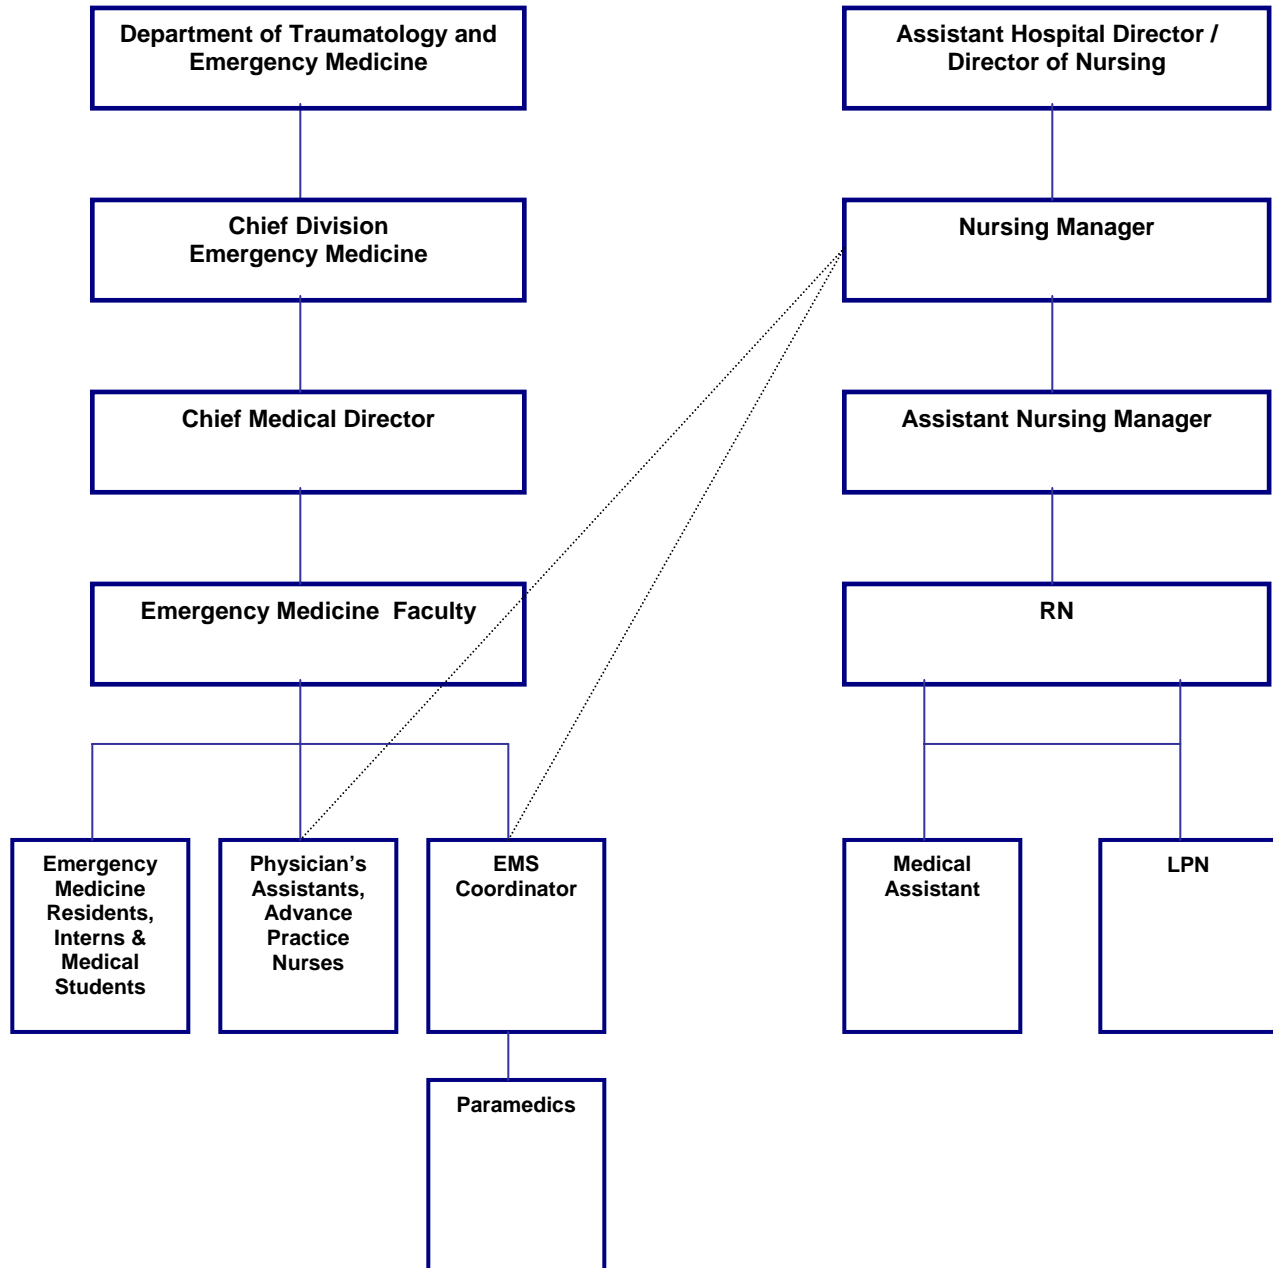 Department of Traumatology and
Emergency Medicine
Assistant Hospital Director /
Director of Nursing
Chief Division
Emergency Medicine
Nursing Manager
Chief Medical Director
Assistant Nursing Manager
Emergency Medicine  Faculty
RN
Emergency
Medicine
Residents,
Interns &
Medical
Students
Physician’s
Assistants,
Advance
Practice
Nurses
EMS
Coordinator
Medical
Assistant
LPN
Paramedics